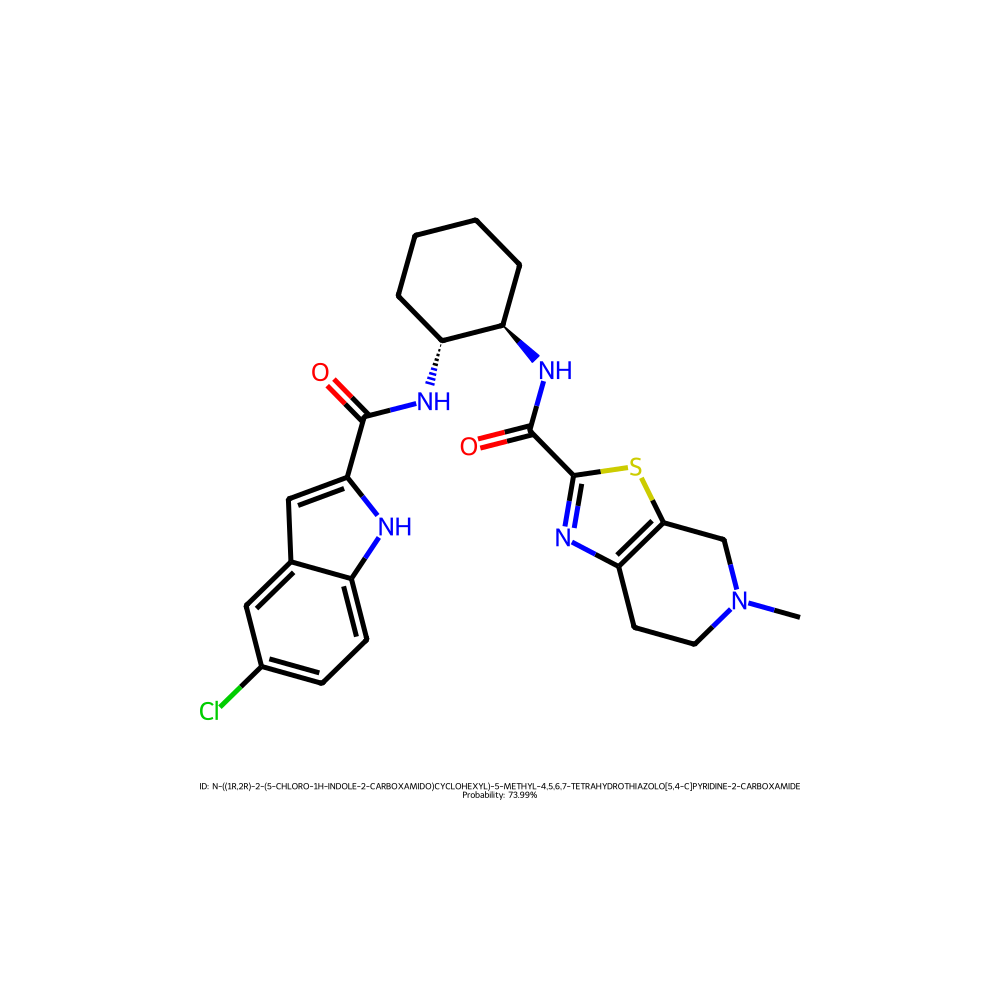 O
NH
NH
O
S
NH
N
N
Cl
ID: N-((1R,2R)-2-(5-CHLORO-1H-INDOLE-2-CARBOXAMIDO)CYCLOHEXYL)-5-METHYL-4,5,6,7-TETRAHYDROTHIAZOLO[5,4-C]PYRIDINE-2-CARBOXAMIDE
Probability: 73.99%